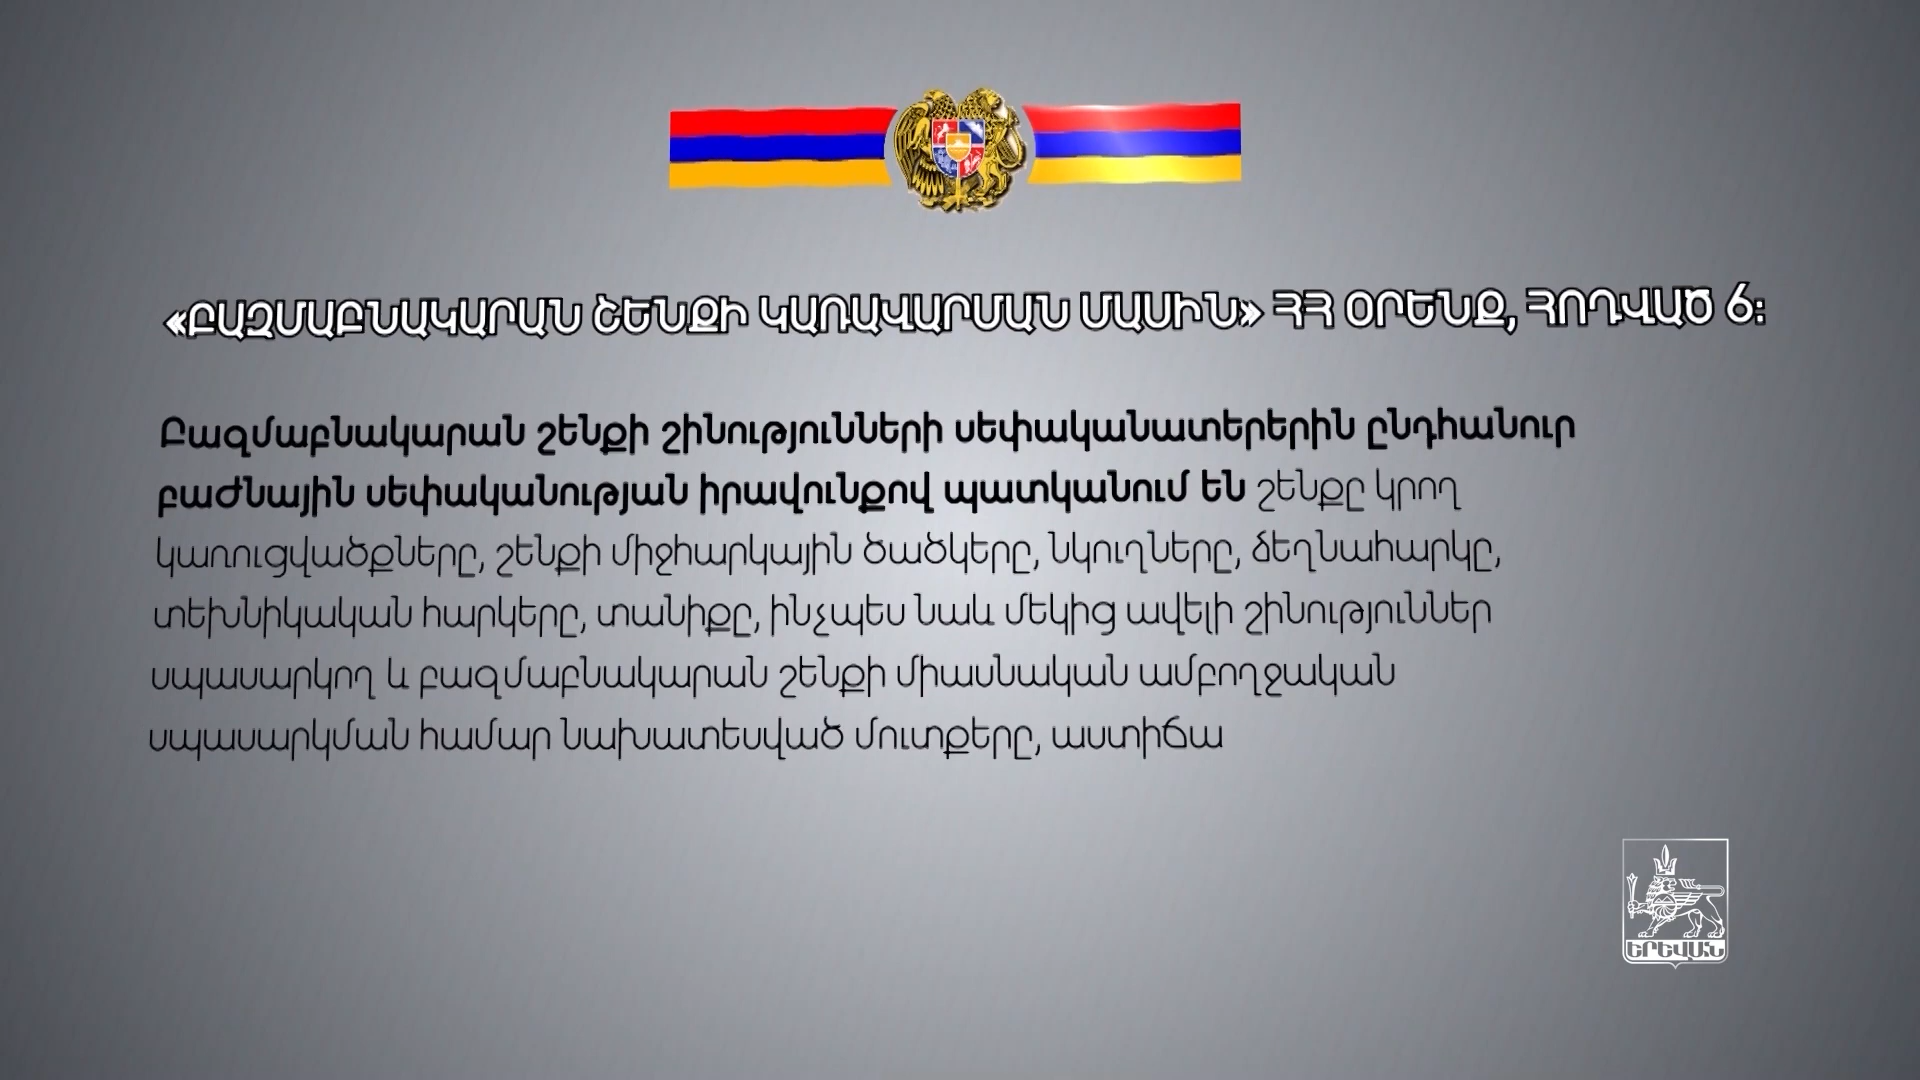 «ԲԱԶՄԱԲՆԱԿԱՐԱՆ ՇԵՆՔԻ ԿԱՌԱՎԱՐՄԱՆ ՄԱՍԻՆ» ՀՀ ՕՐԵՆՔ, ՀՈԴՎԱԾ 6:
Բազմաբնակարան շենքի շինությունների սեփականատերերին ընդհանուր
բաժնային սեփականության իրավունքով պատկանում են շենքը կրող
կառուցվածքները, շենքի միջհարկային ծածկերը, նկուղները, ձեղնահարկը,
տեխնիկական հարկերը, տանիքը, ինչպես նաև մեկից ավելի շինություններ
սպասարկող և բազմաբնակարան շենքի միասնական ամբողջական
սպասարկման համար նախատեսված մուտքերը, աստիճա
ԵՐԵՎԱՆ